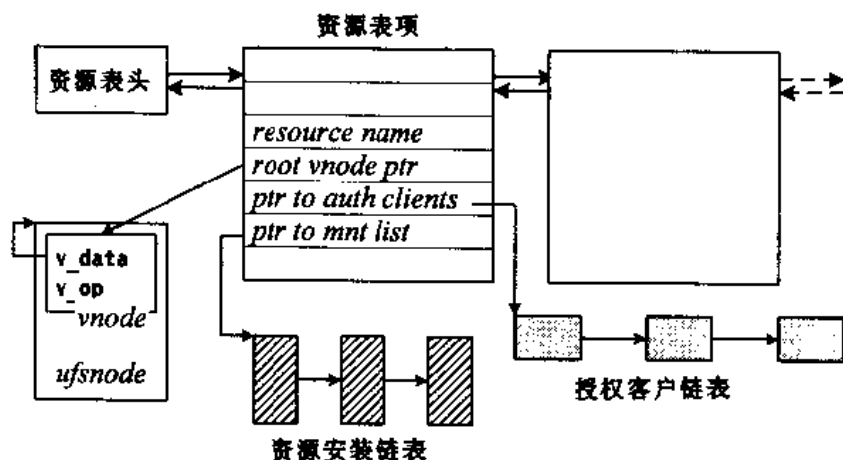 资源表项
资源表头
resource name
root vnode ptr
ptr to auth clients
ptr to mnt list
v_data
v_op
vnode
ufsnode
授权客户链表
资源安装链表